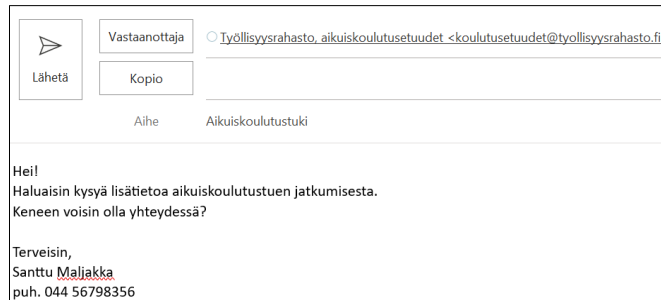 Vastaanottaja
Työllisyysrahasto, aikuiskoulutusetuudet <koulutusetuudet@tyollisyysrahasto.fi
Lähetä
Kopio
Aihe
Aikuiskoulutustuki
Hei!
Haluaisin kysyä lisätietoa aikuiskoulutustuen jatkumisesta.
Keneen voisin olla yhteydessä?
Terveisin,
Santtu Maljakka
puh. 044 56798356